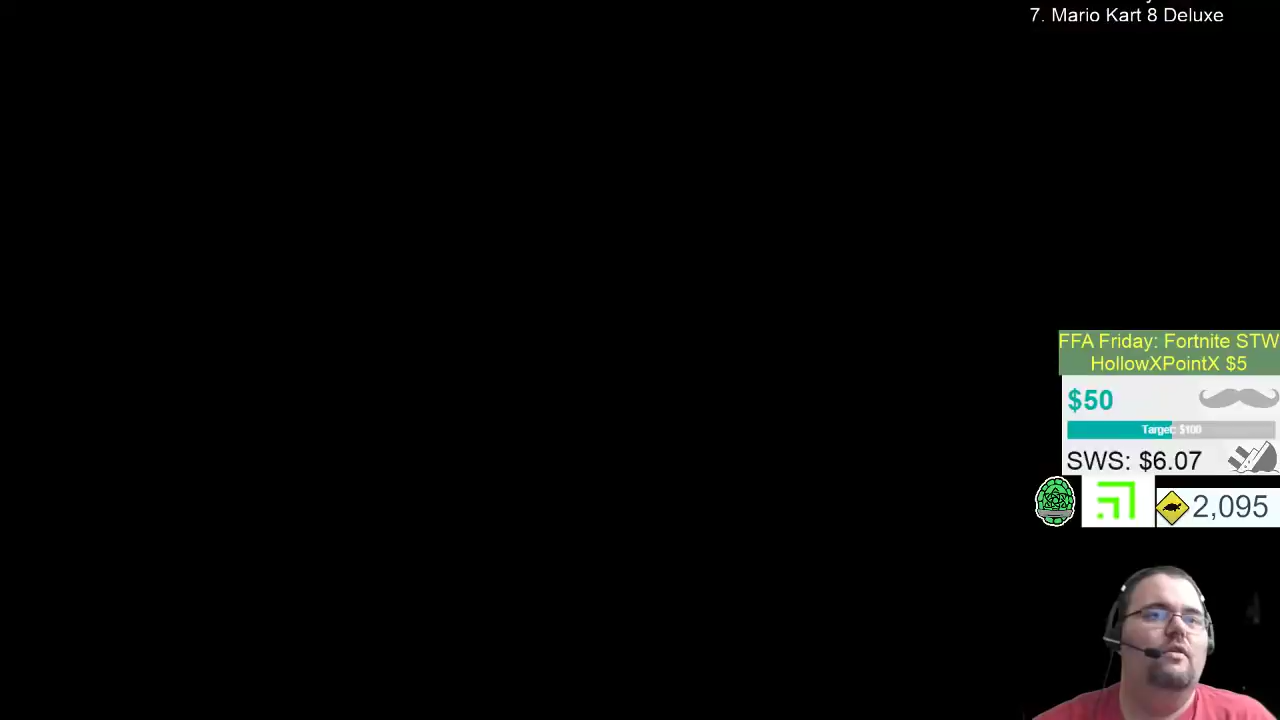 7. Mario Kart 8 Deluxe
FFA Friday: Fortnite STW
HollowXPointX $5
$50
Target: $100
SWS: $6.07
2,095